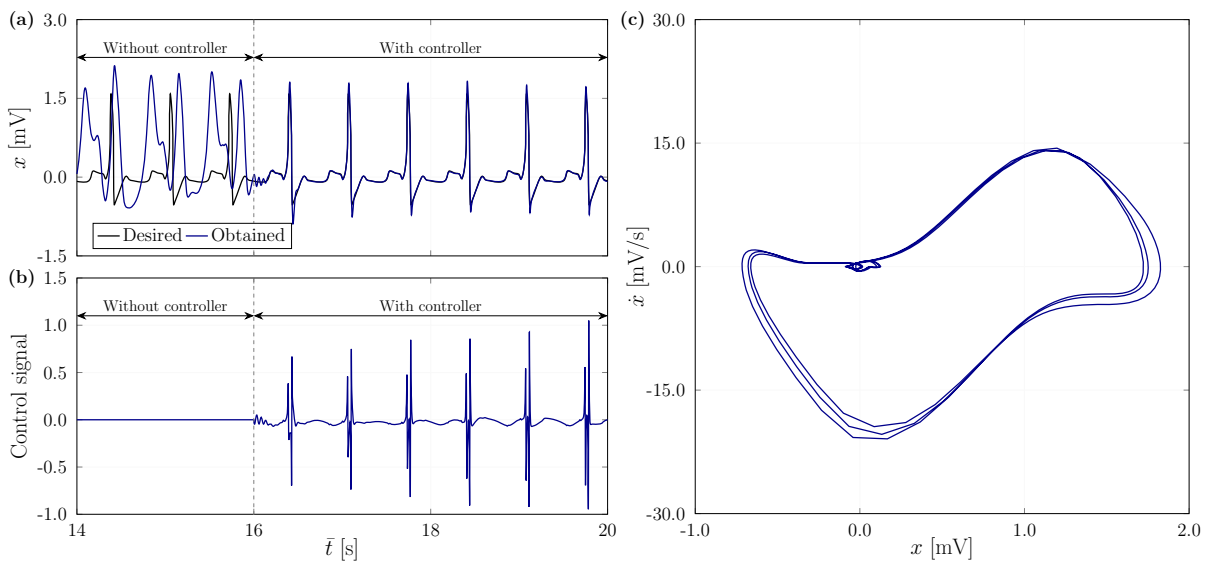 (a)
3.0
1.5
0.0
-1.5
x [mV]
Without controller
With controller
Desired
Obtained
(b)
1.5
1.0
0.5
0.0
-0.5
-1.0
Control signal
Without controller
With controller
14
16
18
20
t̄ [s]
(c)
30.0
15.0
0.0
-15.0
-30.0
ẋ [mV/s]
-1.0
0.0
1.0
2.0
x [mV]